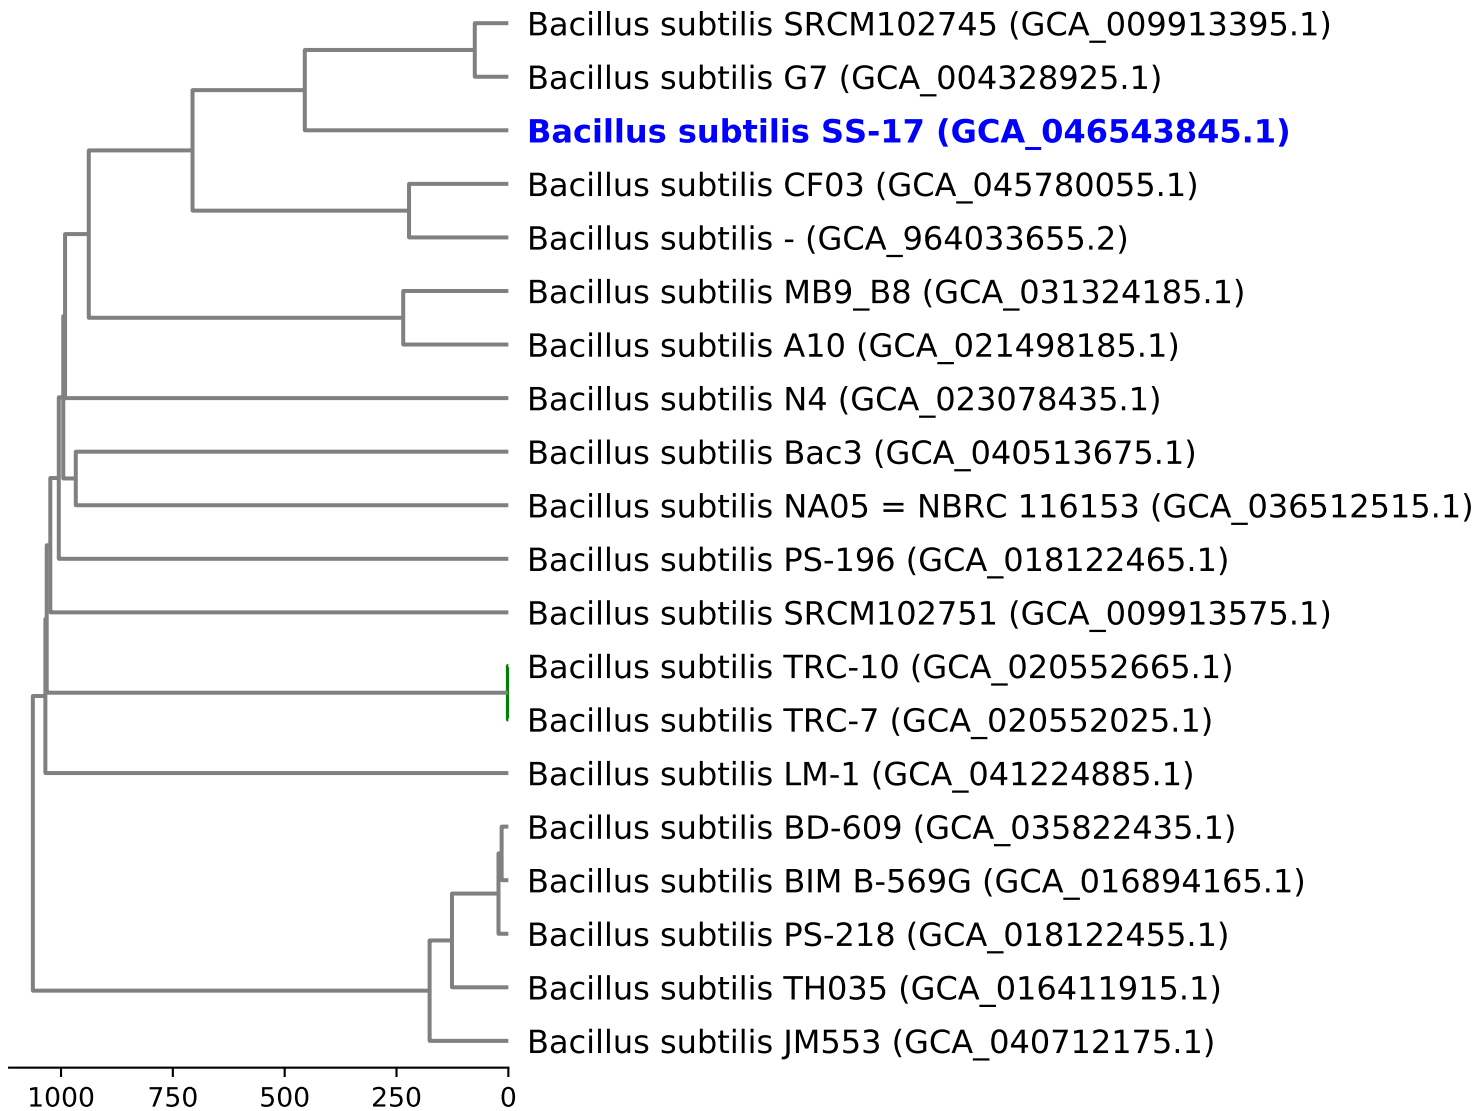 Bacillus subtilis SRCM102745 (GCA_009913395.1)
Bacillus subtilis G7 (GCA_004328925.1)
Bacillus subtilis SS-17 (GCA_046543845.1)
Bacillus subtilis CF03 (GCA_045780055.1)
Bacillus subtilis - (GCA_964033655.2)
Bacillus subtilis MB9_B8 (GCA_031324185.1)
Bacillus subtilis A10 (GCA_021498185.1)
Bacillus subtilis N4 (GCA_023078435.1)
Bacillus subtilis Bac3 (GCA_040513675.1)
Bacillus subtilis NA05 = NBRC 116153 (GCA_036512515.1)
Bacillus subtilis PS-196 (GCA_018122465.1)
Bacillus subtilis SRCM102751 (GCA_009913575.1)
Bacillus subtilis TRC-10 (GCA_020552665.1)
Bacillus subtilis TRC-7 (GCA_020552025.1)
Bacillus subtilis LM-1 (GCA_041224885.1)
Bacillus subtilis BD-609 (GCA_035822435.1)
Bacillus subtilis BIM B-569G (GCA_016894165.1)
Bacillus subtilis PS-218 (GCA_018122455.1)
Bacillus subtilis TH035 (GCA_016411915.1)
Bacillus subtilis JM553 (GCA_040712175.1)
1000 750 500 250 0